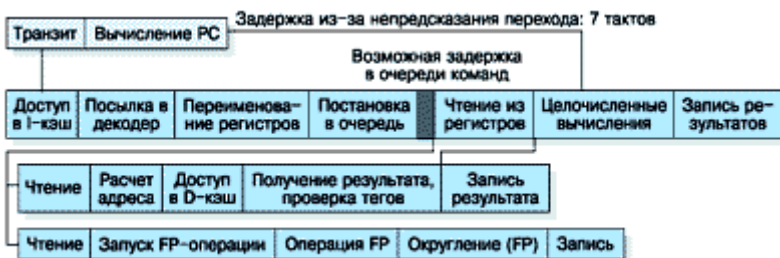 Задержка из-за непредсказания перехода: 7 тактов
Транзит
Вычисление PC
Возможная задержка
в очереди команд
Доступ
в I-кэш
Посылка в
декодер
Переименова-
ние регистров
Постановка
в очередь
Чтение из
регистров
Целочисленные
вычисления
Запись ре-
зультатов
Чтение
Расчет
адреса
Доступ
в D-кэш
Получение результата,
проверка тегов
Запись
результата
Чтение
Запуск FP-операции
Операция FP
Округление (FP)
Запись